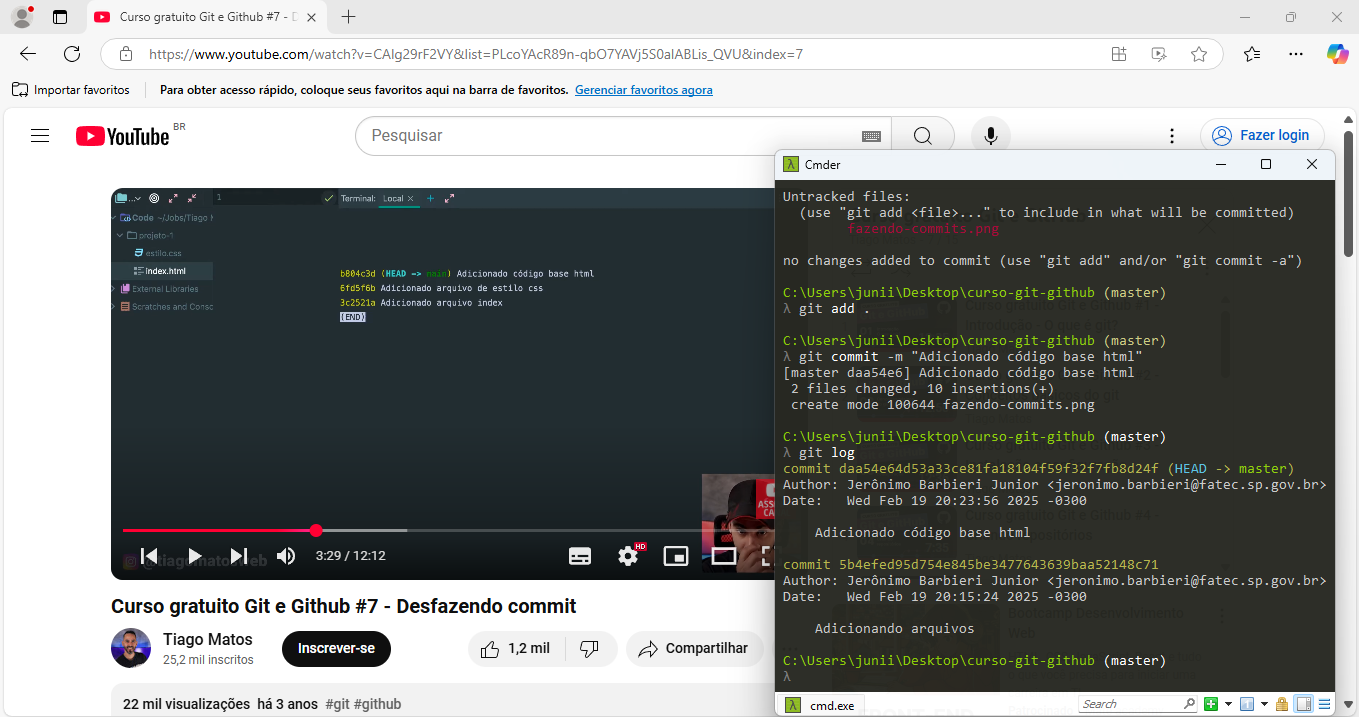 Curso gratuito Git e Github #7 - D
https://www.youtube.com/watch?v=CAlg29rF2VY&list=PLcoYAcR89n-qbO7YAVj5S0alABLis_QVU&index=7
Importar favoritos
Para obter acesso rápido, coloque seus favoritos aqui na barra de favoritos. Gerenciar favoritos agora
YouTube BR
Pesquisar
Fazer login
1
Terminal: Local
Code ~/Jobs/Tiago
projeto-1
estilo.css
index.html
External Libraries
Scratches and Consc
b804c3d (HEAD -> main) Adicionado código base html
6fd5f6b Adicionado arquivo de estilo css
3c2521a Adicionado arquivo index
(END)
@tiagomatosweb
3:29 / 12:12
HD
Curso gratuito Git e Github #7 - Desfazendo commit
Tiago Matos
25,2 mil inscritos
Inscrever-se
1,2 mil
Compartilhar
22 mil visualizações há 3 anos #git #github
Cmder
Untracked files:
(use "git add <file>..." to include in what will be committed)
fazendo-commits.png
no changes added to commit (use "git add" and/or "git commit -a")
C:\Users\junii\Desktop\curso-git-github (master)
λ git add .
C:\Users\junii\Desktop\curso-git-github (master)
λ git commit -m "Adicionado código base html"
[master daa54e6] Adicionado código base html
2 files changed, 10 insertions(+)
create mode 100644 fazendo-commits.png
C:\Users\junii\Desktop\curso-git-github (master)
λ git log
commit daa54e64d53a33ce81fa18104f59f32f7fb8d24f (HEAD -> master)
Author: Jerônimo Barbieri Junior <jeronimo.barbieri@fatec.sp.gov.br>
Date: Wed Feb 19 20:23:56 2025 -0300
Adicionado código base html
commit 5b4efed95d754e845be3477643639baa52148c71
Author: Jerônimo Barbieri Junior <jeronimo.barbieri@fatec.sp.gov.br>
Date: Wed Feb 19 20:15:24 2025 -0300
Adicionando arquivos
C:\Users\junii\Desktop\curso-git-github (master)
λ
cmd.exe
Search